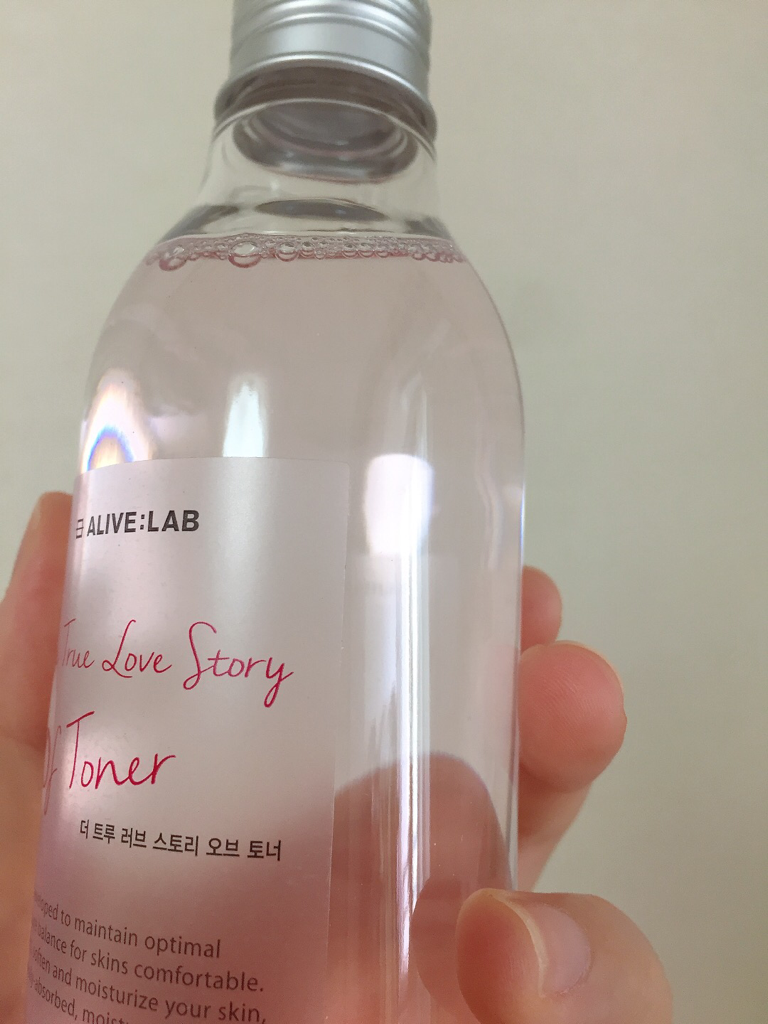 ALIVE:LAB
True Love Story
Of Toner
더 트루 러브 스토리 오브 토너
to maintain optimal
balance for skins comfortable.
and moisturize your skin,
absorbed,